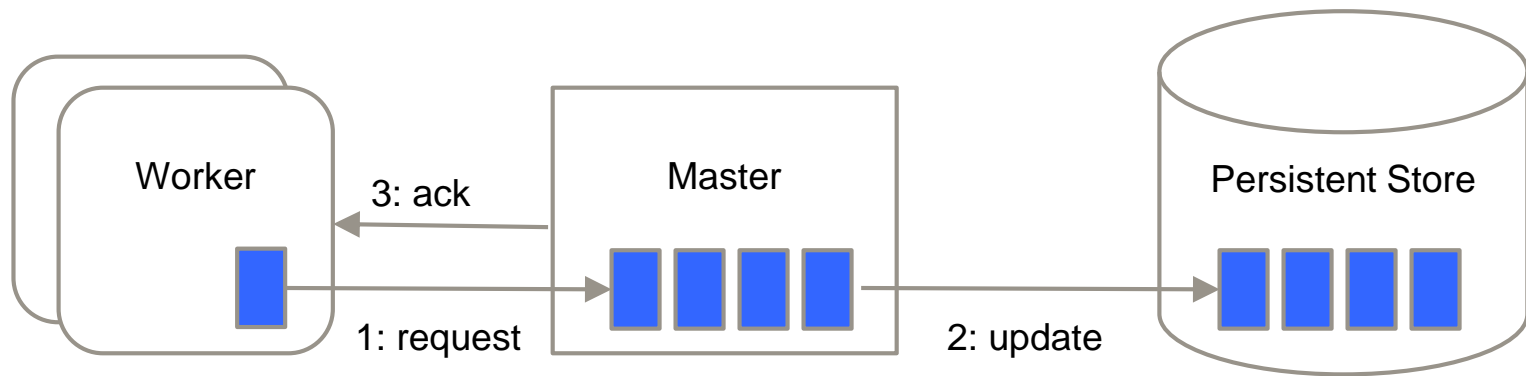 Worker
3: ack
Master
Persistent Store
1: request
2: update